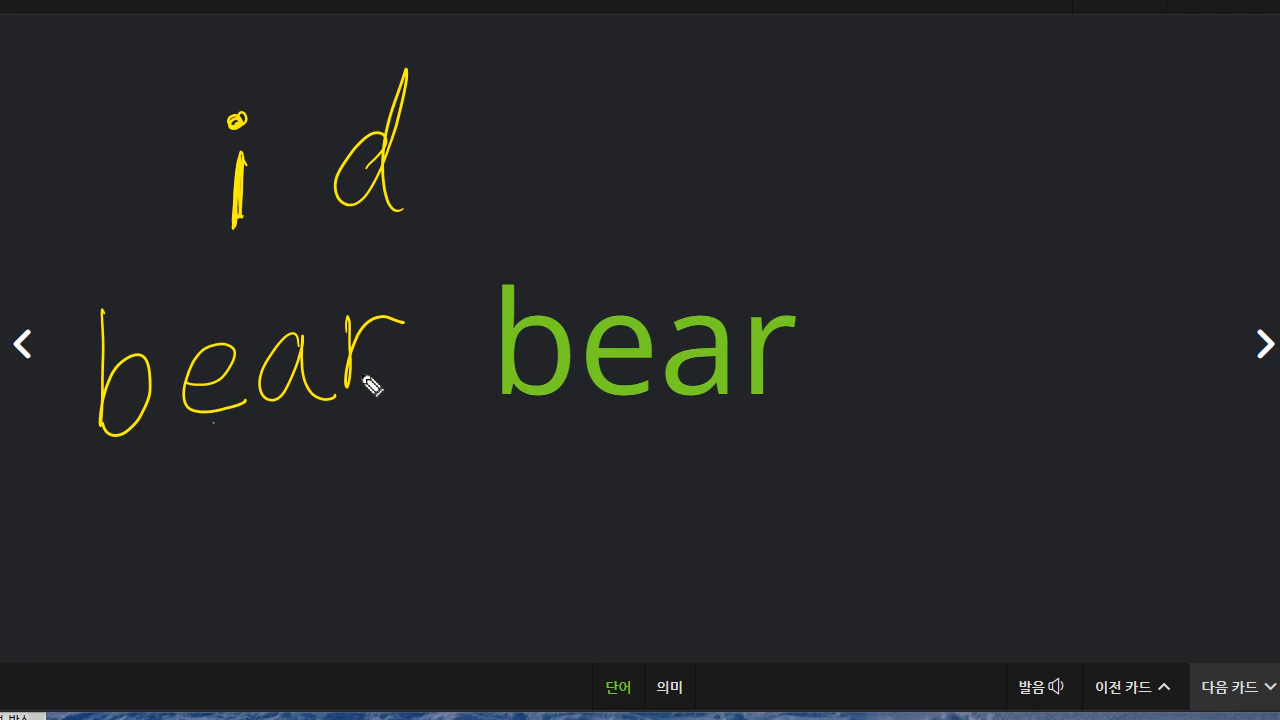 i d
bear bear
단어 의미 발음 이전 카드 다음 카드